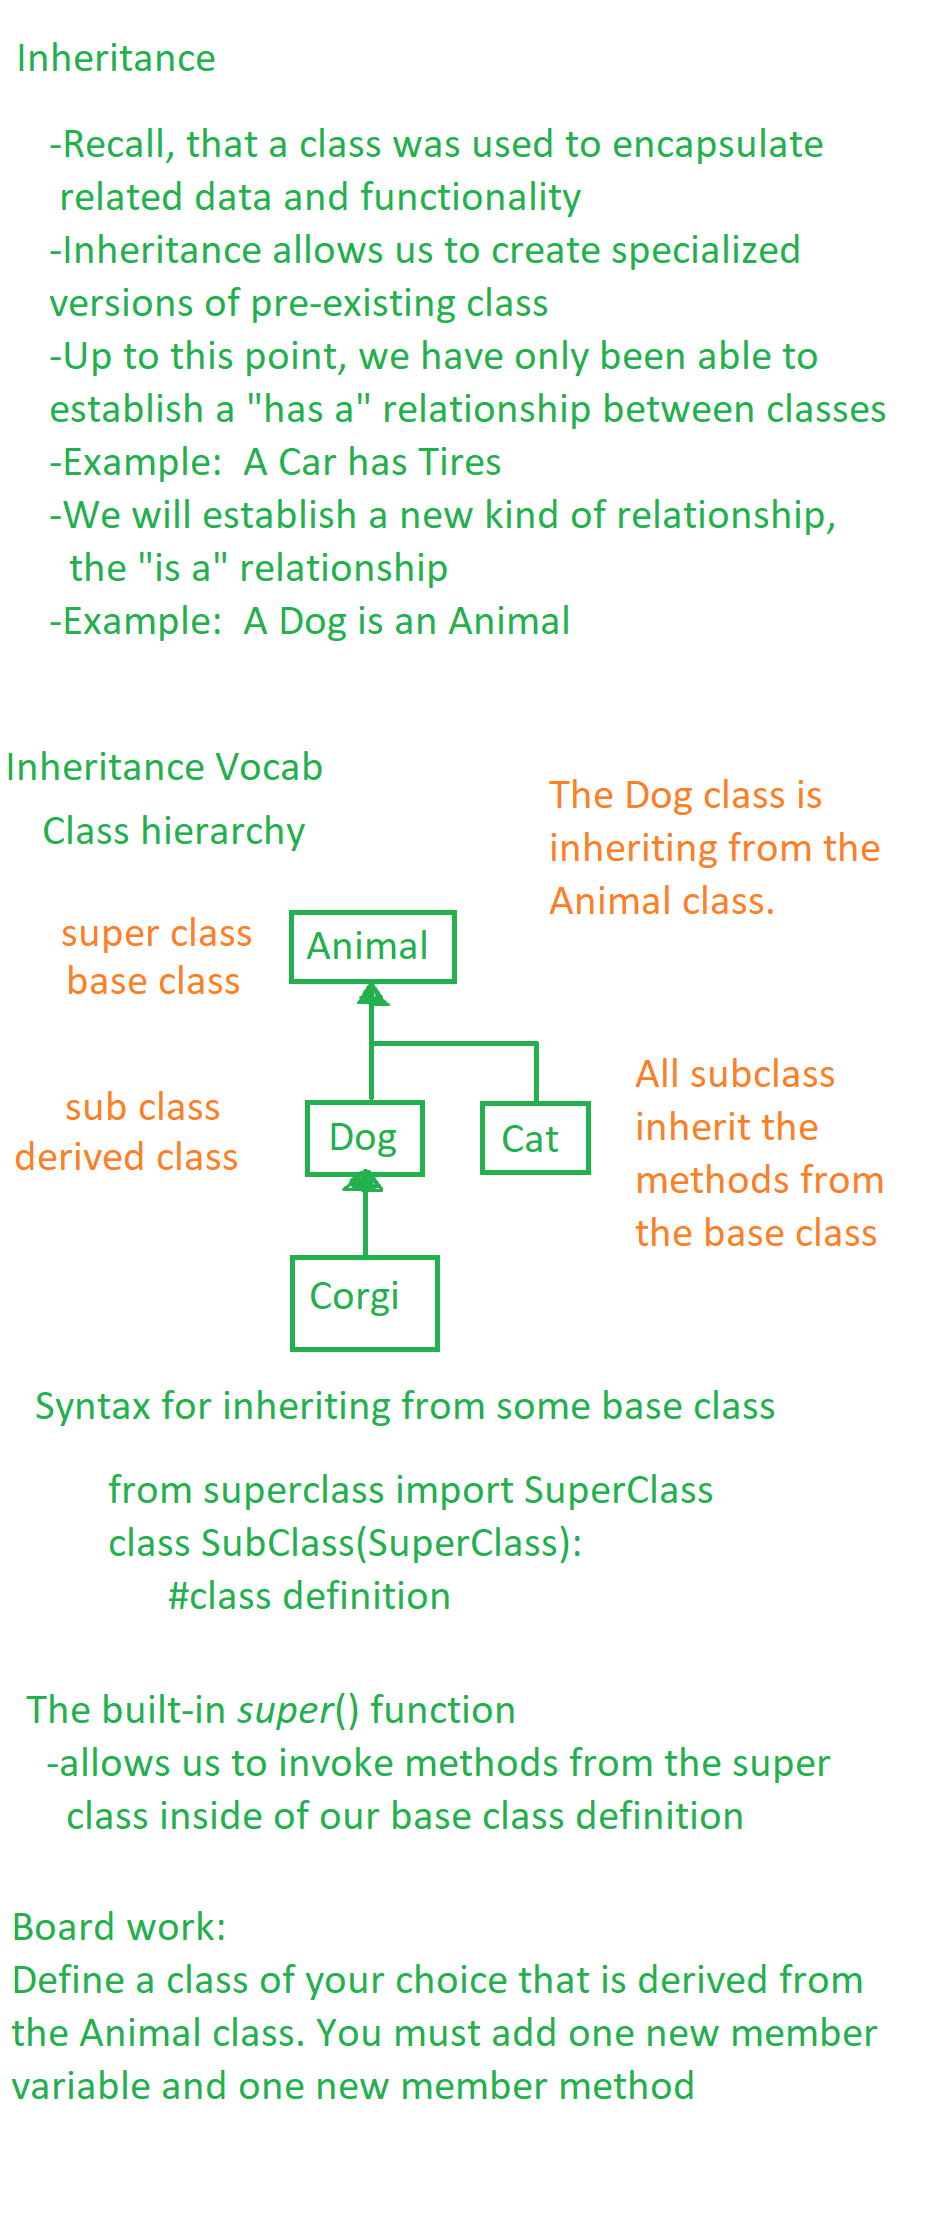 Inheritance
-Recall, that a class was used to encapsulate
related data and functionality
-Inheritance allows us to create specialized
versions of pre-existing class
-Up to this point, we have only been able to
establish a "has a" relationship between classes
-Example:  A Car has Tires
-We will establish a new kind of relationship,
the "is a" relationship
-Example:  A Dog is an Animal
Inheritance Vocab
Class hierarchy
The Dog class is
inheriting from the
Animal class.
super class
base class
Animal
sub class
derived class
Dog
Cat
All subclass
inherit the
methods from
the base class
Corgi
Syntax for inheriting from some base class
from superclass import SuperClass
class SubClass(SuperClass):
#class definition
The built-in super() function
-allows us to invoke methods from the super
class inside of our base class definition
Board work:
Define a class of your choice that is derived from
the Animal class. You must add one new member
variable and one new member method